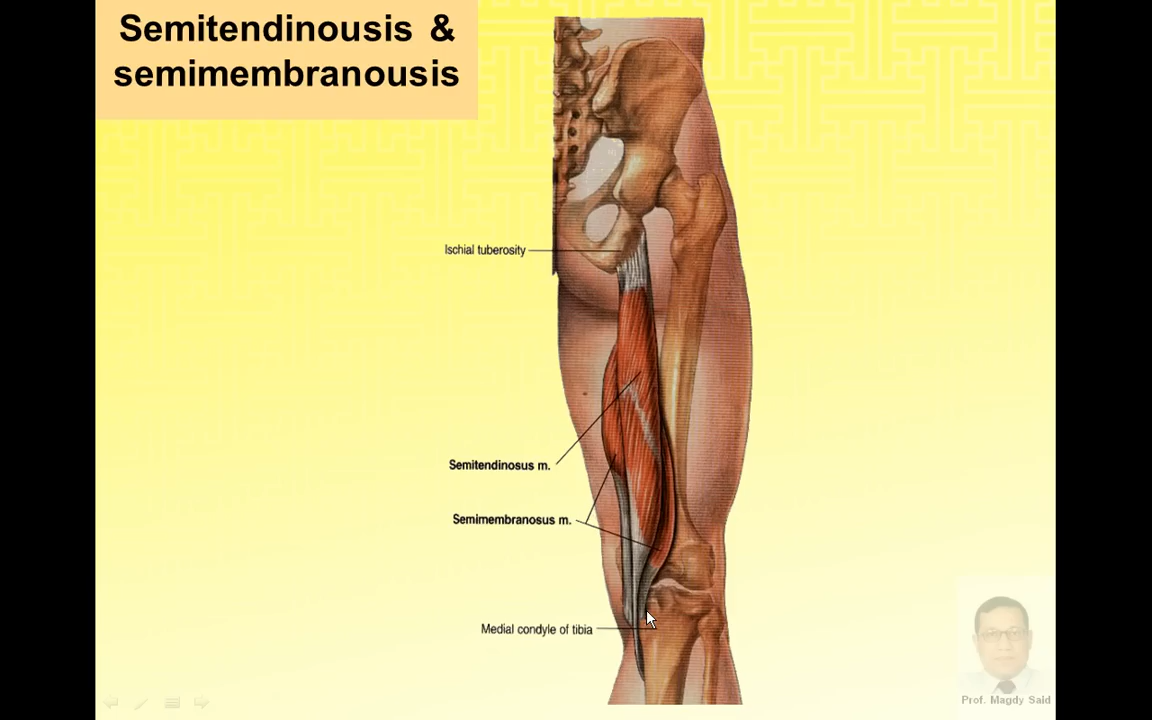 Semitendinousis &
semimembranousis
Ischial tuberosity
Semitendinosus m.
Semimembranosus m.
Medial condyle of tibia
Prof. Magdy Said